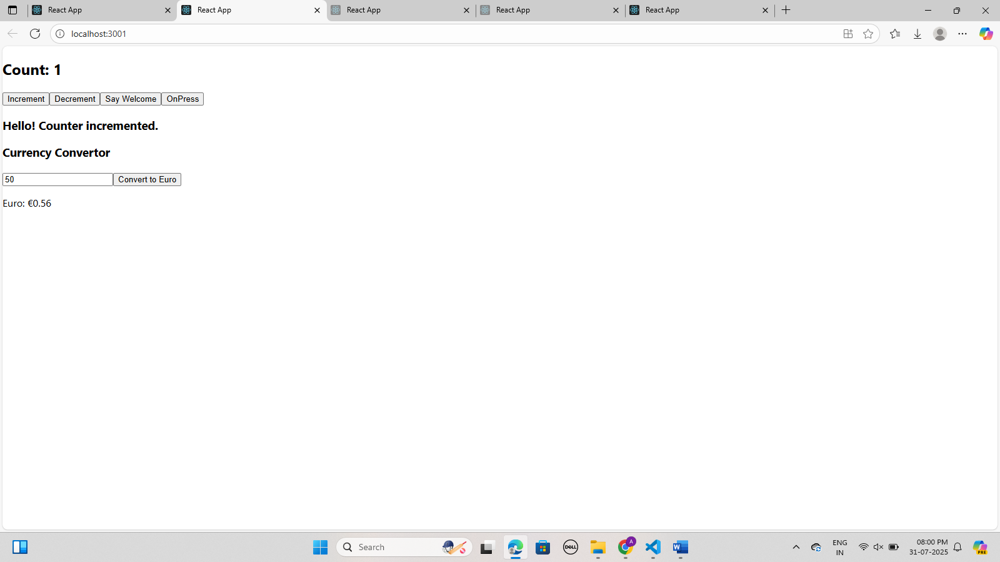 React App
React App
React App
React App
React App
localhost:3001
Count: 1
Increment Decrement Say Welcome OnPress
Hello! Counter incremented.
Currency Convertor
50 Convert to Euro
Euro: €0.56
Search
DELL
A
W
ENG
IN
08:00 PM
31-07-2025
PRE